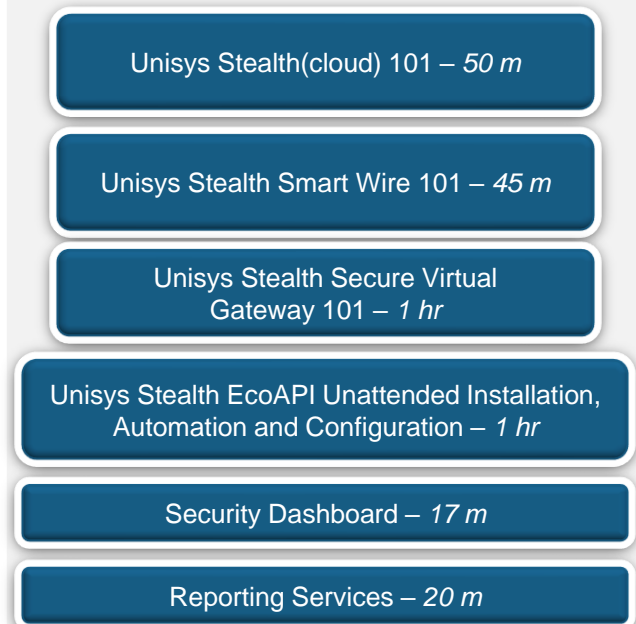 Unisys Stealth(cloud) 101 – 50 m
Unisys Stealth Smart Wire 101 – 45 m
Unisys Stealth Secure Virtual
Gateway 101 – 1 hr
Unisys Stealth EcoAPI Unattended Installation,
Automation and Configuration – 1 hr
Security Dashboard – 17 m
Reporting Services – 20 m